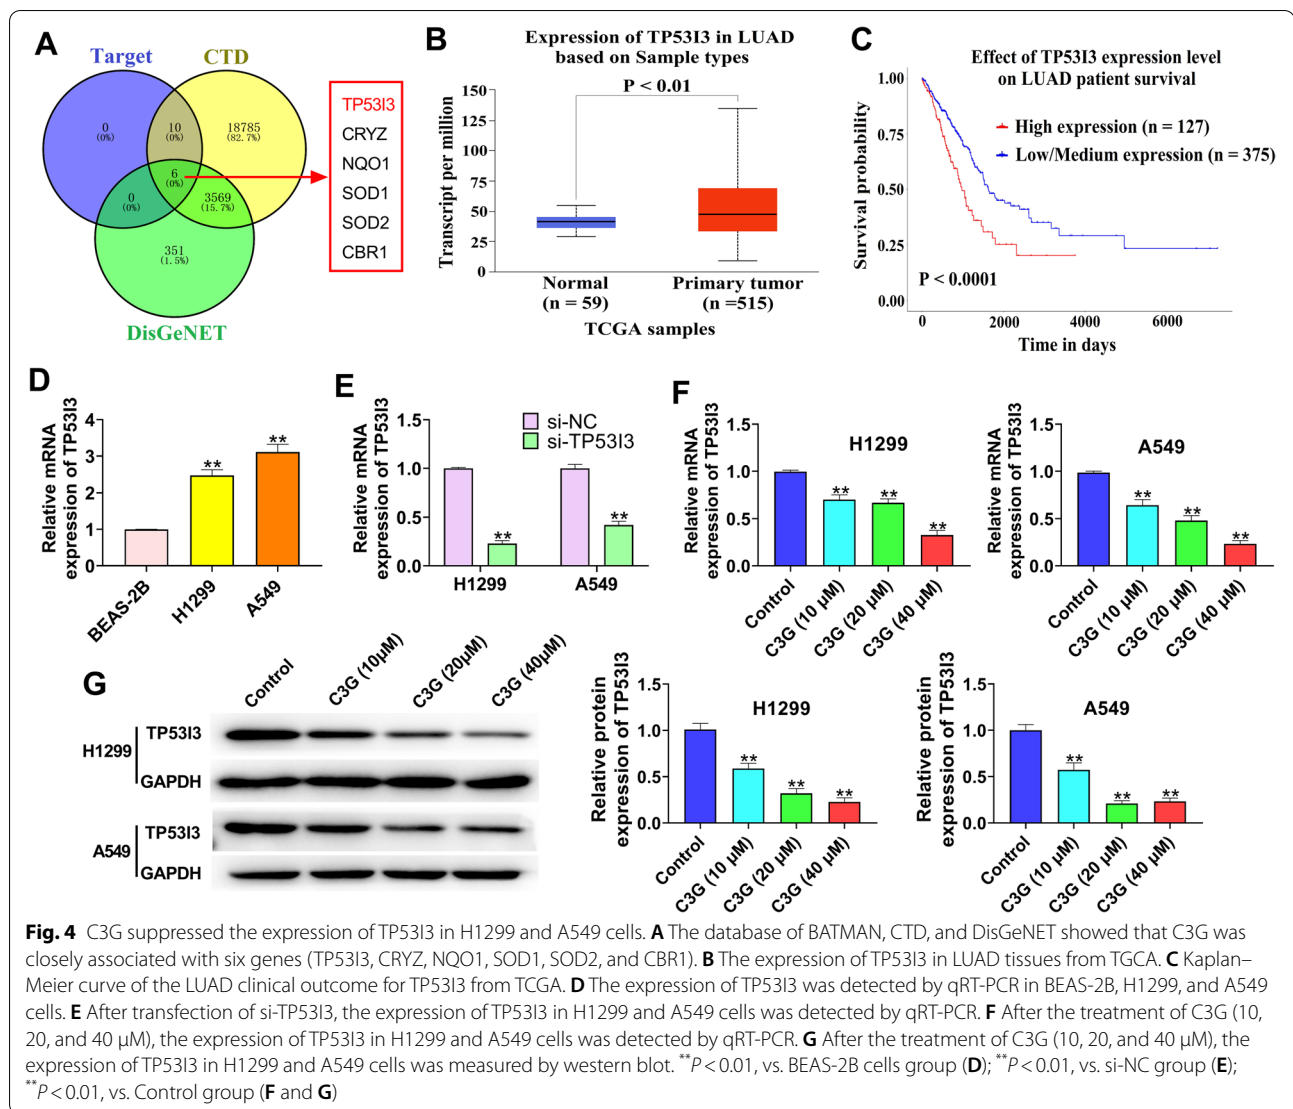 A
Target
CTD
0
(0%)
10
(0%)
18785
(82.7%)
6
(0%)
0
(0%)
3569
(15.7%)
351
(1.5%)
DisGeNET
TP53I3
CRYZ
NQO1
SOD1
SOD2
CBR1
B
Expression of TP53I3 in LUAD
based on Sample types
P < 0.01
Transcript per million
150
125
100
75
50
25
0
Normal
(n = 59)
Primary tumor
(n =515)
TCGA samples
C
Effect of TP53I3 expression level
on LUAD patient survival
High expression (n = 127)
Low/Medium expression (n = 375)
Survival probability
1.00
0.75
0.50
0.25
0.00
P < 0.0001
0
2000
4000
6000
Time in days
D
Relative mRNA
expression of TP53I3
4
3
2
1
0
**
**
BEAS-2B
H1299
A549
E
Relative mRNA
expression of TP53I3
1.5
1.0
0.5
0.0
si-NC
si-TP53I3
**
**
H1299
A549
F
Relative mRNA
expression of TP53I3
1.5
1.0
0.5
0.0
H1299
**
**
**
Control
C3G (10 μM)
C3G (20 μM)
C3G (40 μM)
Relative mRNA
expression of TP53I3
1.5
1.0
0.5
0.0
A549
**
**
**
Control
C3G (10 μM)
C3G (20 μM)
C3G (40 μM)
G
Control
C3G (10μM)
C3G (20μM)
C3G (40μM)
H1299
TP53I3
GAPDH
A549
TP53I3
GAPDH
Relative protein
expression of TP53I3
1.5
1.0
0.5
0.0
H1299
**
**
**
Control
C3G (10 μM)
C3G (20 μM)
C3G (40 μM)
Relative protein
expression of TP53I3
1.5
1.0
0.5
0.0
A549
**
**
**
Control
C3G (10 μM)
C3G (20 μM)
C3G (40 μM)
Fig. 4 C3G suppressed the expression of TP53I3 in H1299 and A549 cells. A The database of BATMAN, CTD, and DisGeNET showed that C3G was
closely associated with six genes (TP53I3, CRYZ, NQO1, SOD1, SOD2, and CBR1). B The expression of TP53I3 in LUAD tissues from TGCA. C Kaplan–
Meier curve of the LUAD clinical outcome for TP53I3 from TCGA. D The expression of TP53I3 was detected by qRT-PCR in BEAS-2B, H1299, and A549
cells. E After transfection of si-TP53I3, the expression of TP53I3 in H1299 and A549 cells was detected by qRT-PCR. F After the treatment of C3G (10,
20, and 40 μM), the expression of TP53I3 in H1299 and A549 cells was detected by qRT-PCR. G After the treatment of C3G (10, 20, and 40 μM), the
expression of TP53I3 in H1299 and A549 cells was measured by western blot. **P < 0.01, vs. BEAS-2B cells group (D); **P < 0.01, vs. si-NC group (E);
**P < 0.01, vs. Control group (F and G)